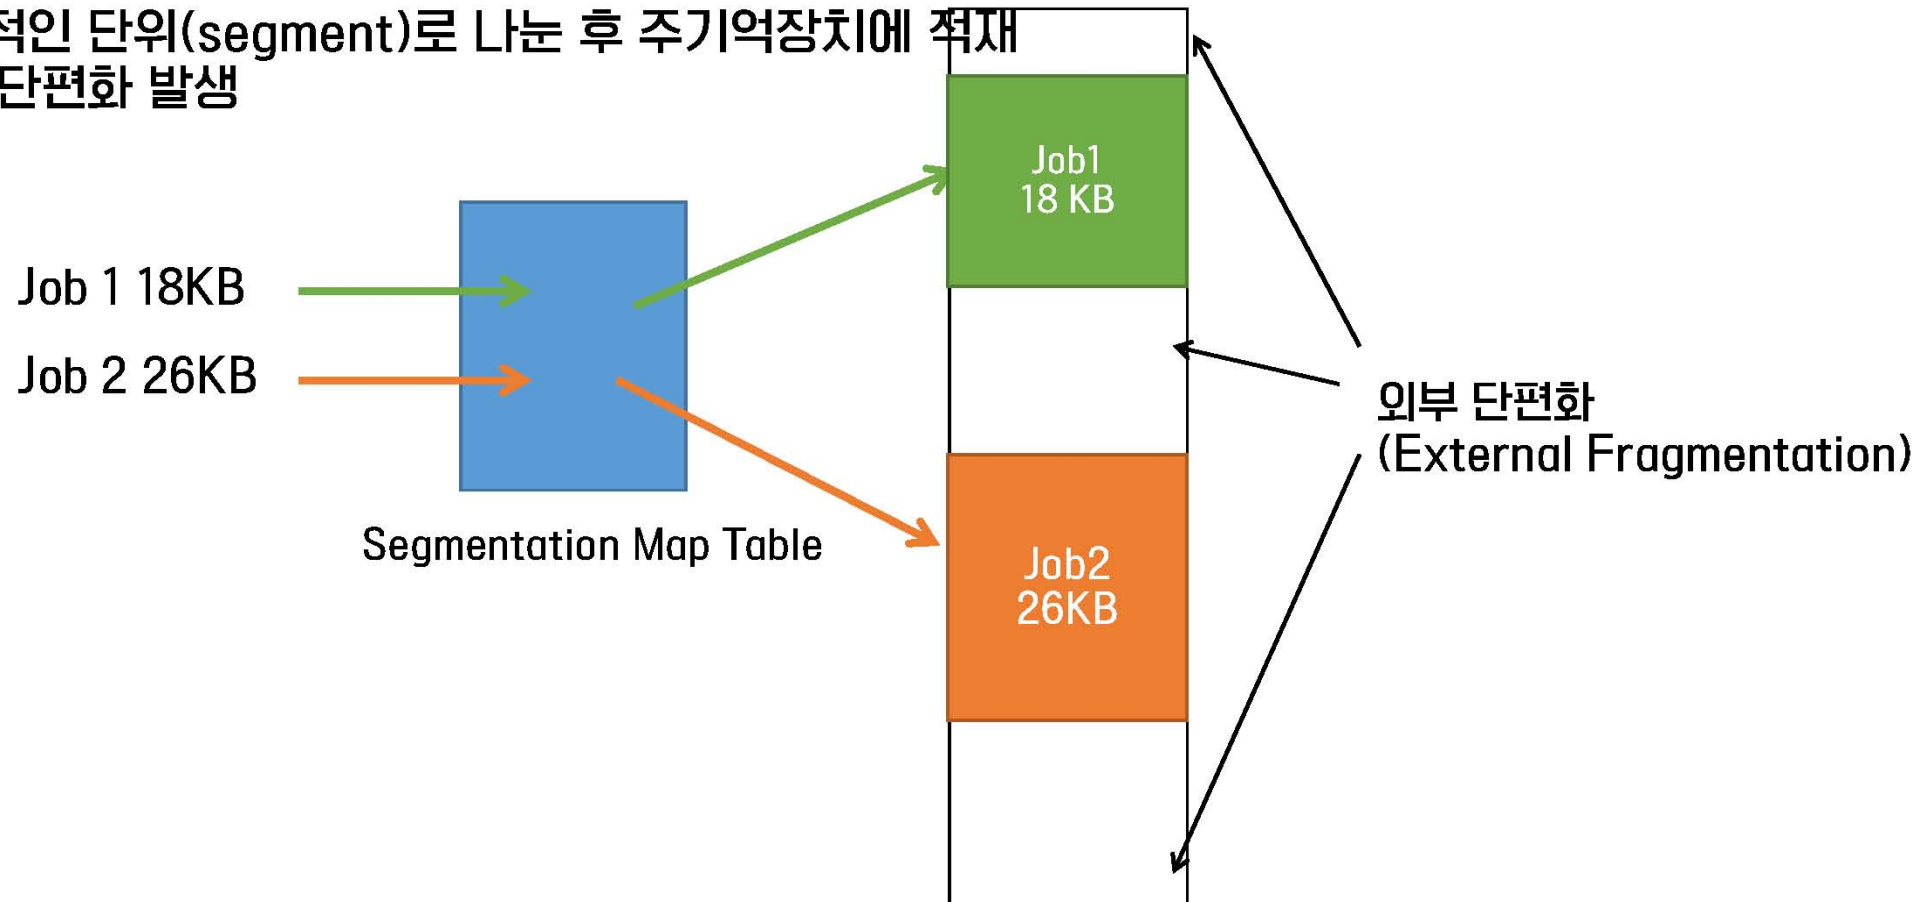 적인 단위(segment)로 나눈 후 주기억장치에 적재
단편화 발생
Job1
18 KB
Job 1 18KB
Job 2 26KB
외부 단편화
(External Fragmentation)
Segmentation Map Table
Job2
26KB